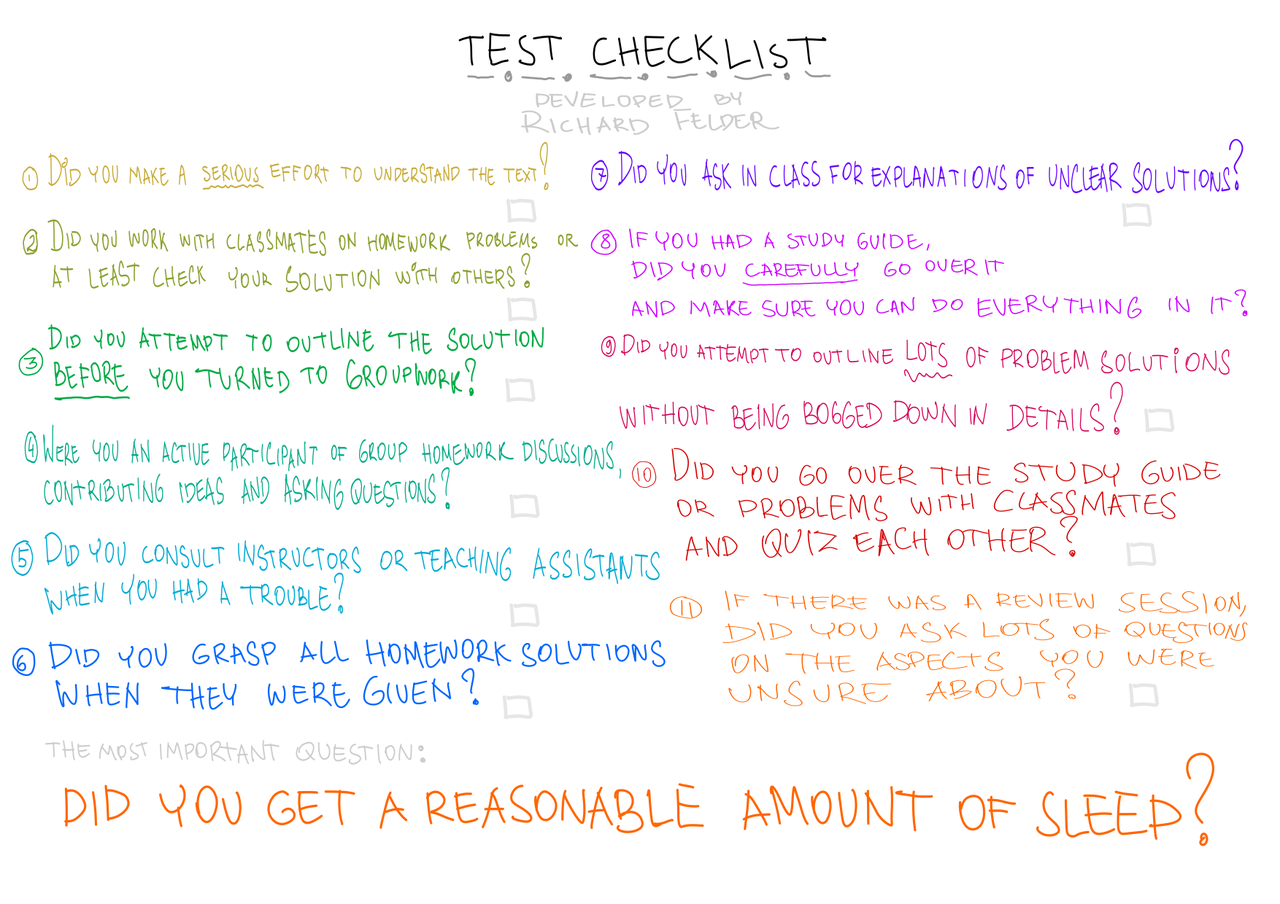 TEST CHECKLIST
DEVELOPED BY
RICHARD FELDER
① DID YOU MAKE A SERIOUS EFFORT TO UNDERSTAND THE TEXT?
② DID YOU WORK WITH CLASSMATES ON HOMEWORK PROBLEMS OR
AT LEAST CHECK YOUR SOLUTION WITH OTHERS?
③ DID YOU ATTEMPT TO OUTLINE THE SOLUTION
BEFORE YOU TURNED TO GROUPWORK?
④ WERE YOU AN ACTIVE PARTICIPANT OF GROUP HOMEWORK DISCUSSIONS,
CONTRIBUTING IDEAS AND ASKING QUESTIONS?
⑤ DID YOU CONSULT INSTRUCTORS OR TEACHING ASSISTANTS
WHEN YOU HAD A TROUBLE?
⑥ DID YOU GRASP ALL HOMEWORK SOLUTIONS
WHEN THEY WERE GIVEN?
⑦ DID YOU ASK IN CLASS FOR EXPLANATIONS OF UNCLEAR SOLUTIONS?
⑧ IF YOU HAD A STUDY GUIDE,
DID YOU CAREFULLY GO OVER IT
AND MAKE SURE YOU CAN DO EVERYTHING IN IT?
⑨ DID YOU ATTEMPT TO OUTLINE LOTS OF PROBLEM SOLUTIONS
WITHOUT BEING BOGGED DOWN IN DETAILS?
⑩ DID YOU GO OVER THE STUDY GUIDE
OR PROBLEMS WITH CLASSMATES
AND QUIZ EACH OTHER?
⑪ IF THERE WAS A REVIEW SESSION,
DID YOU ASK LOTS OF QUESTIONS
ON THE ASPECTS YOU WERE
UNSURE ABOUT?
THE MOST IMPORTANT QUESTION:
DID YOU GET A REASONABLE AMOUNT OF SLEEP?